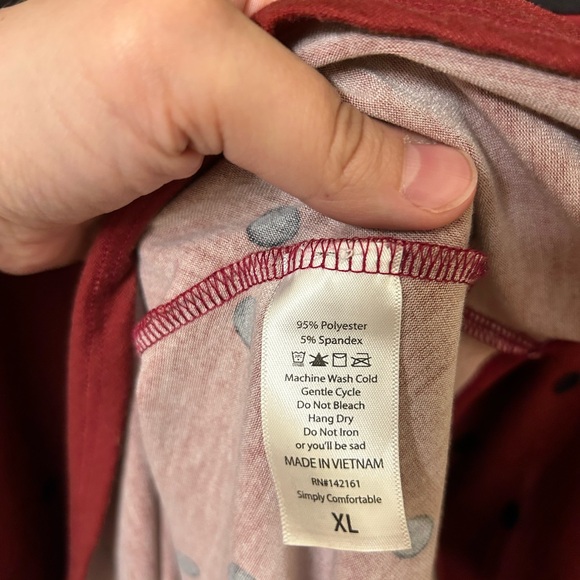 95% Polyester
5% Spandex
Machine Wash Cold
Gentle Cycle
Do Not Bleach
Hang Dry
Do Not Iron
or you'll be sad
MADE IN VIETNAM
RN#142161
Simply Comfortable
XL